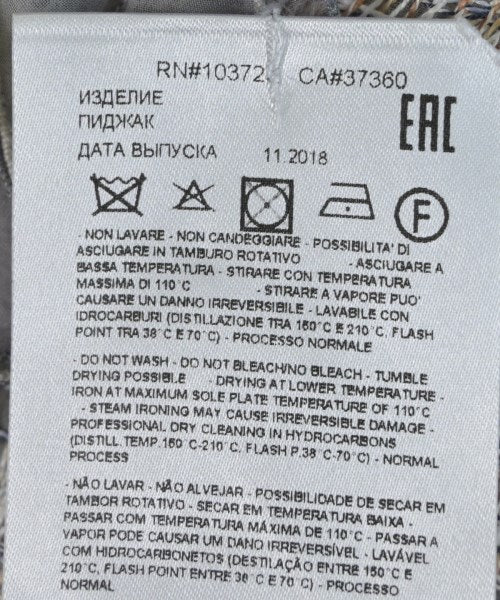 RN#10372 CA#37360
ИЗДЕЛИЕ
ПИДЖАК
EAC
ДАТА ВЫПУСКА 11.2018
F
- NON LAVARE - NON CANDEGGIARE - POSSIBILITA' DI
ASCIUGARE IN TAMBURO ROTATIVO - ASCIUGARE A
BASSA TEMPERATURA - STIRARE CON TEMPERATURA
MASSIMA DI 110°C - STIRARE A VAPORE PUO'
CAUSARE UN DANNO IRREVERSIBILE - LAVABILE CON
IDROCARBURI (DISTILLAZIONE TRA 150°C E 210°C, FLASH
POINT TRA 38°C E 70°C) - PROCESSO NORMALE
- DO NOT WASH - DO NOT BLEACH/NO BLEACH - TUMBLE
DRYING POSSIBLE - DRYING AT LOWER TEMPERATURE -
IRON AT MAXIMUM SOLE PLATE TEMPERATURE OF 110°C
- STEAM IRONING MAY CAUSE IRREVERSIBLE DAMAGE -
PROFESSIONAL DRY CLEANING IN HYDROCARBONS
(DISTILL.TEMP.150°C-210°C, FLASH P.38°C-70°C) - NORMAL
PROCESS
- NÃO LAVAR - NÃO ALVEJAR - POSSIBILIDADE DE SECAR EM
TAMBOR ROTATIVO - SECAR EM TEMPERATURA BAIXA -
PASSAR COM TEMPERATURA MÁXIMA DE 110°C - PASSAR A
VAPOR PODE CAUSAR UM DANO IRREVERSÍVEL - LAVÁVEL
COM HIDROCARBONETOS (DESTILAÇÃO ENTRE 150°C E
210°C, FLASH POINT ENTRE 38°C E 70°C) - PROCESSO
NORMAL